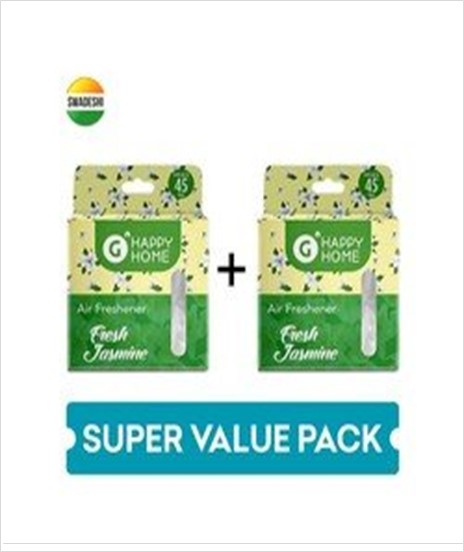 SWADESHI
45
G HAPPY
HOME
Air Freshener
Fresh
Jasmine
+
45
G HAPPY
HOME
Air Freshener
Fresh
Jasmine
SUPER VALUE PACK